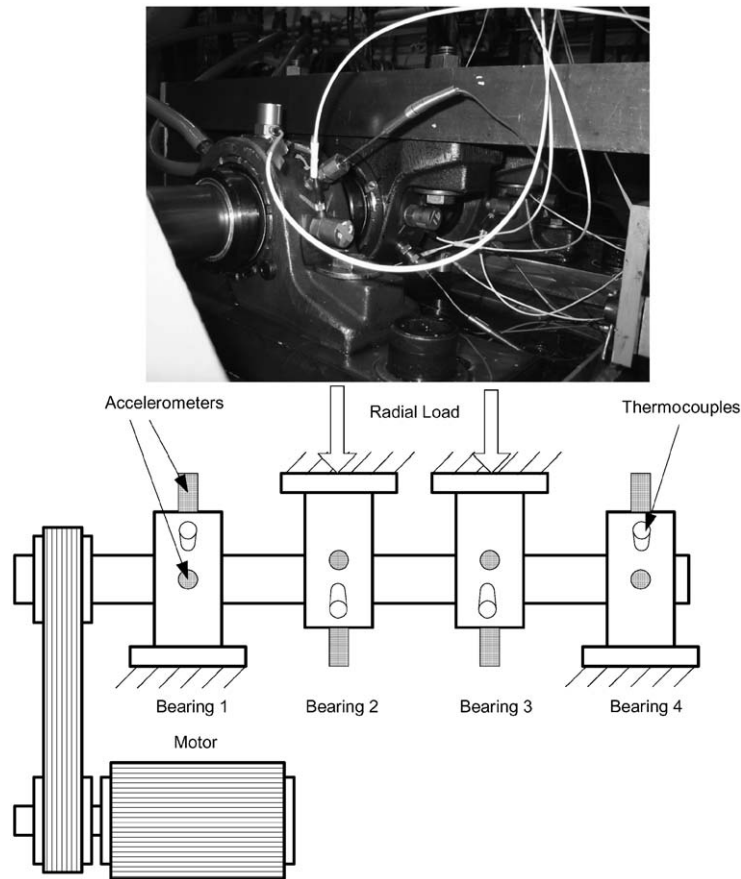 Accelerometers
Radial Load
Thermocouples
Bearing 1
Bearing 2
Bearing 3
Bearing 4
Motor